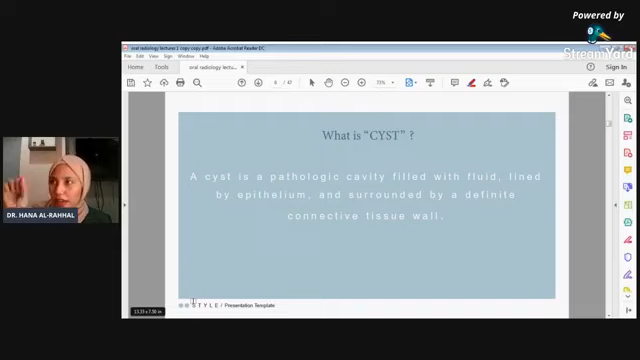 Powered by
StreamYard
oral radiology lectures 2 copy copy.pdf - Adobe Acrobat Reader DC
File Edit View Sign Window Help
Home Tools oral radiology lectu... × Sign In
8 / 47 73%
What is "CYST" ?
A cyst is a pathologic cavity filled with fluid, lined
by epithelium, and surrounded by a definite
connective tissue wall.
DR. HANA AL-RAHHAL
S T Y L E / Presentation Template
13.33 x 7.50 in